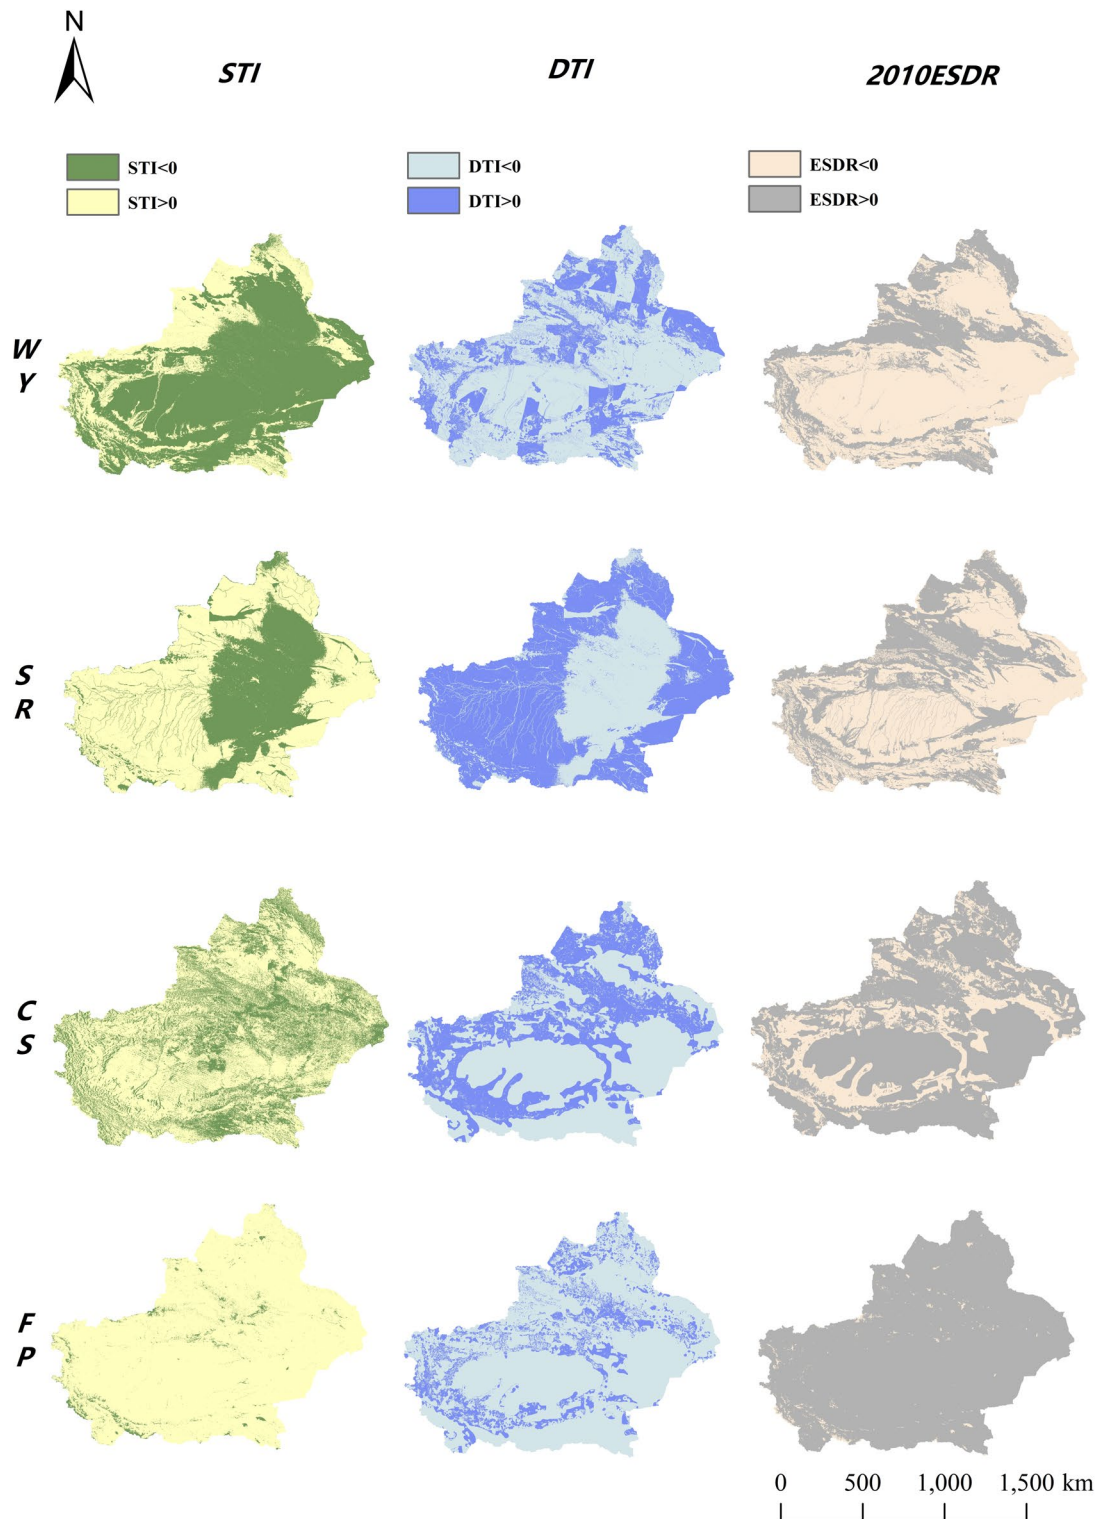 N
STI
DTI
2010ESDR
STI<0
STI>0
DTI<0
DTI>0
ESDR<0
ESDR>0
W
Y
S
R
C
S
F
P
0 500 1,000 1,500 km